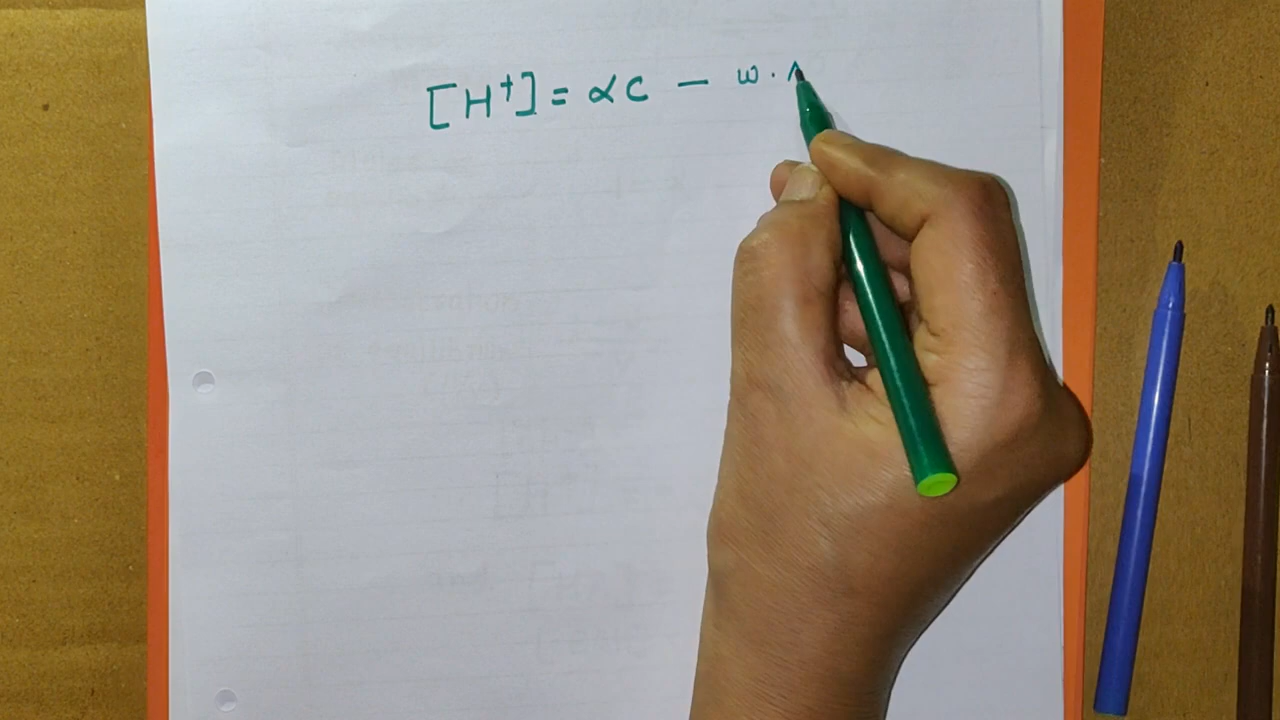 [H⁺] = αC — w.